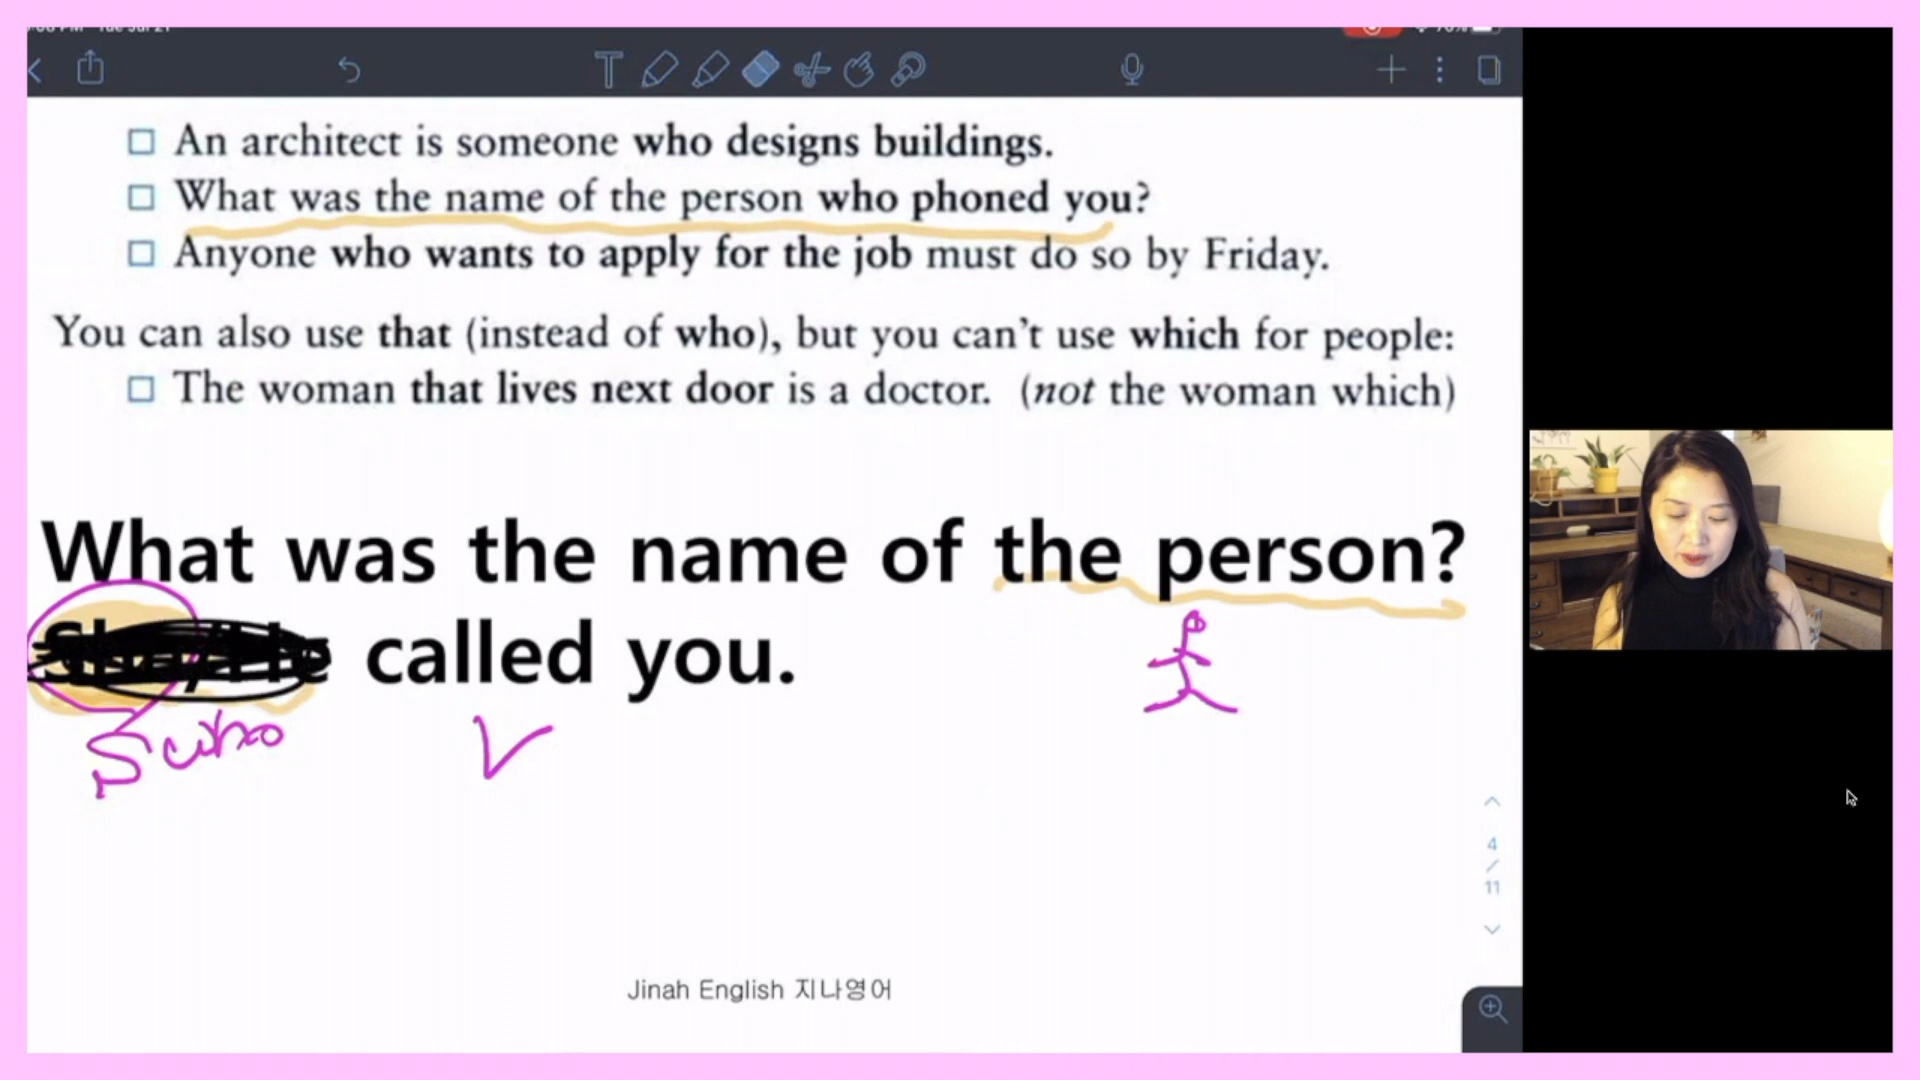 An architect is someone who designs buildings.
What was the name of the person who phoned you?
Anyone who wants to apply for the job must do so by Friday.
You can also use that (instead of who), but you can't use which for people:
The woman that lives next door is a doctor. (not the woman which)
What was the name of the person?
called you.
S who
V
4
/
11
Jinah English 지나영어